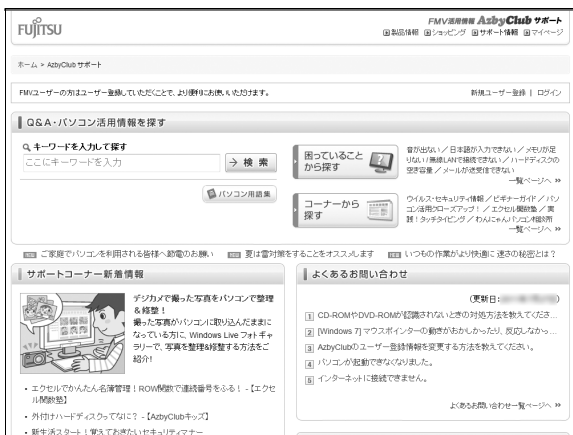 FUJITSU
FMV活用情報 AzbyClub サポート
製品情報 ショッピング サポート情報 マイページ
ホーム > AzbyClub サポート
FMVユーザーの方はユーザー登録していただくことで、より便利にお使いいただけます。
新規ユーザー登録 | ログイン
Q&A・パソコン活用情報を探す
キーワードを入力して探す
ここにキーワードを入力
検 索
パソコン用語集
困っていること
から探す
音が出ない／日本語が入力できない／メモリが足
りない／無線LANで接続できない／ハードディスクの
空き容量／メールが送受信できない
一覧ページへ »
コーナーから
探す
ウイルス・セキュリティ情報／ビギナーガイド／パソ
コン活用クローズアップ！／エクセル関数塾／実
践！タッチタイピング／わんにゃんパソコン相談所
一覧ページへ »
ご家庭でパソコンを利用される皆様へ節電のお願い
夏は雷対策をすることをオススメします
いつもの作業がより快適に 速さの秘密とは？
サポートコーナー新着情報
デジカメで撮った写真をパソコンで整理
&修整！
撮った写真がパソコンに取り込んだままに
なっている方に、Windows Live フォトギャ
ラリーで、写真を整理&修整する方法をご
紹介!
・ エクセルでかんたん名簿管理！ROW関数で連続番号をふる！ -【エクセ
ル関数塾】
・ 外付けハードディスクってなに？ -【AzbyClubキッズ】
・ 新生活スタート！覚えておきたいセキュリティマナー
よくあるお問い合わせ
(更新日:
)
1 CD-ROMやDVD-ROMが認識されないときの対処方法を教えてくださ...
2 [Windows 7] マウスポインターの動きがおかしかったり、反応しなかっ...
3 AzbyClubのユーザー登録情報を変更する方法を教えてください。
4 パソコンが起動できなくなりました。
5 インターネットに接続できません。
よくあるお問い合わせ一覧ページへ »